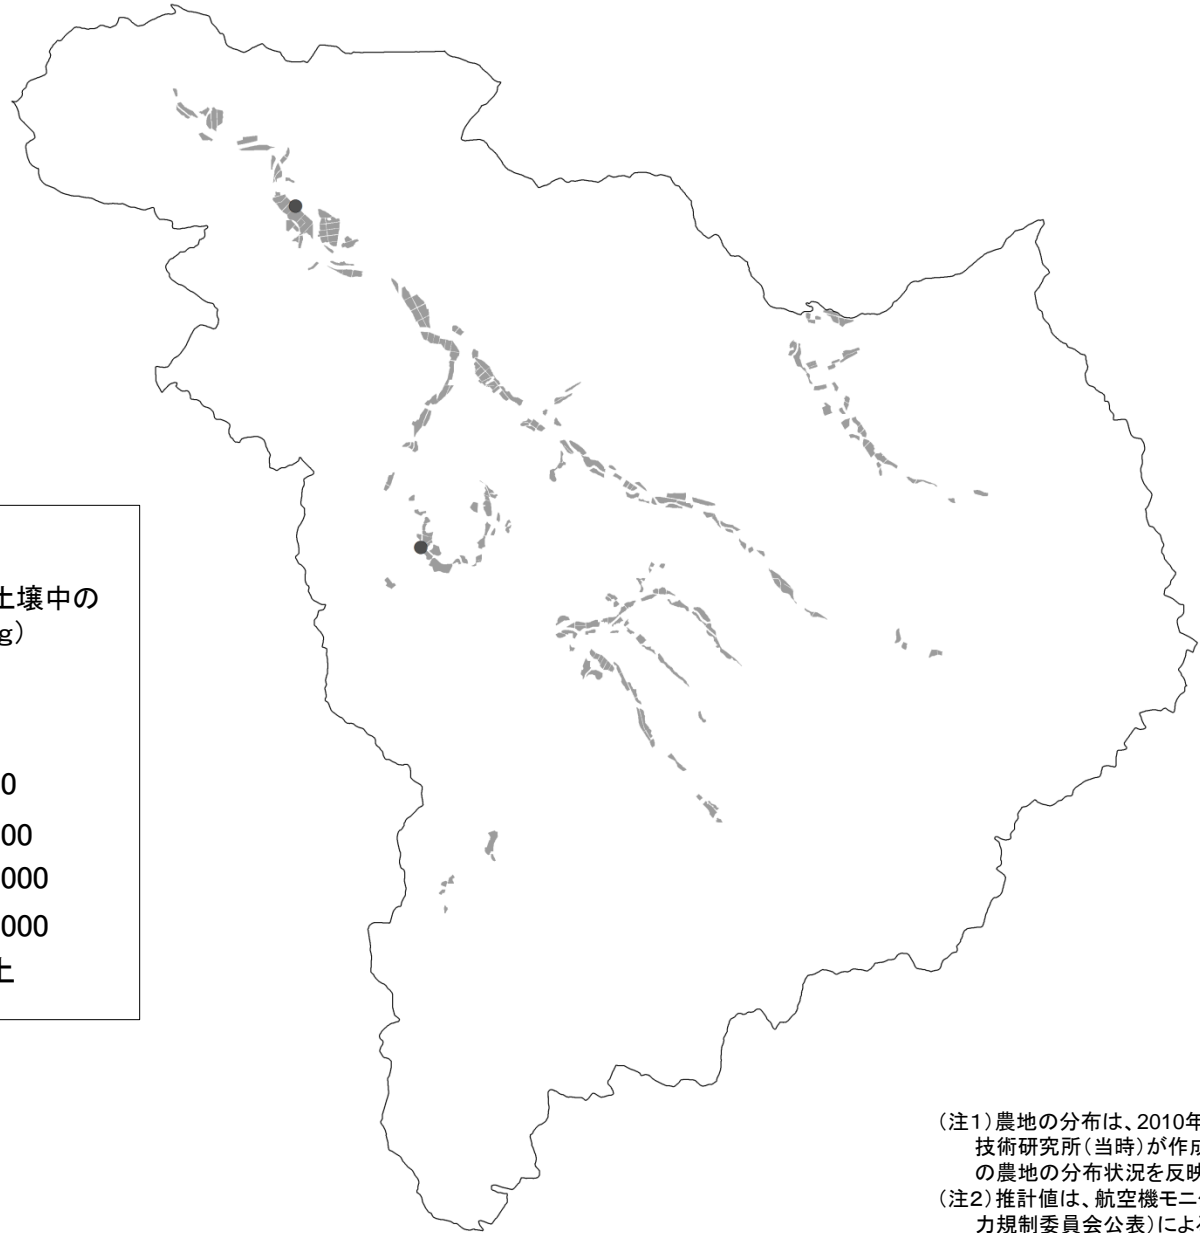 土壌中の
g）
0
00
000
000
上
（注1）農地の分布は、2010年
技術研究所（当時）が作成
の農地の分布状況を反映
（注2）推計値は、航空機モニ
力規制委員会公表）によ